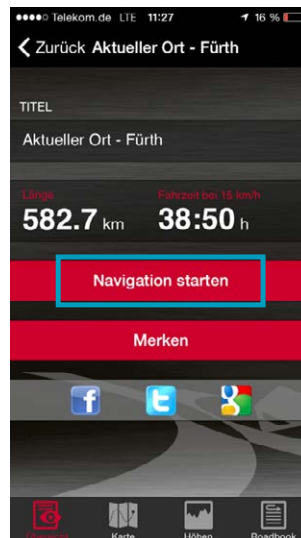 Telekom.de LTE 11:27 16 %
Zurück Aktueller Ort - Fürth
TITEL
Aktueller Ort - Fürth
Länge Fahrzeit bei 15 km/h
582.7 km 38:50 h
Navigation starten
Merken
Übersicht Karte Höhen Roadbook